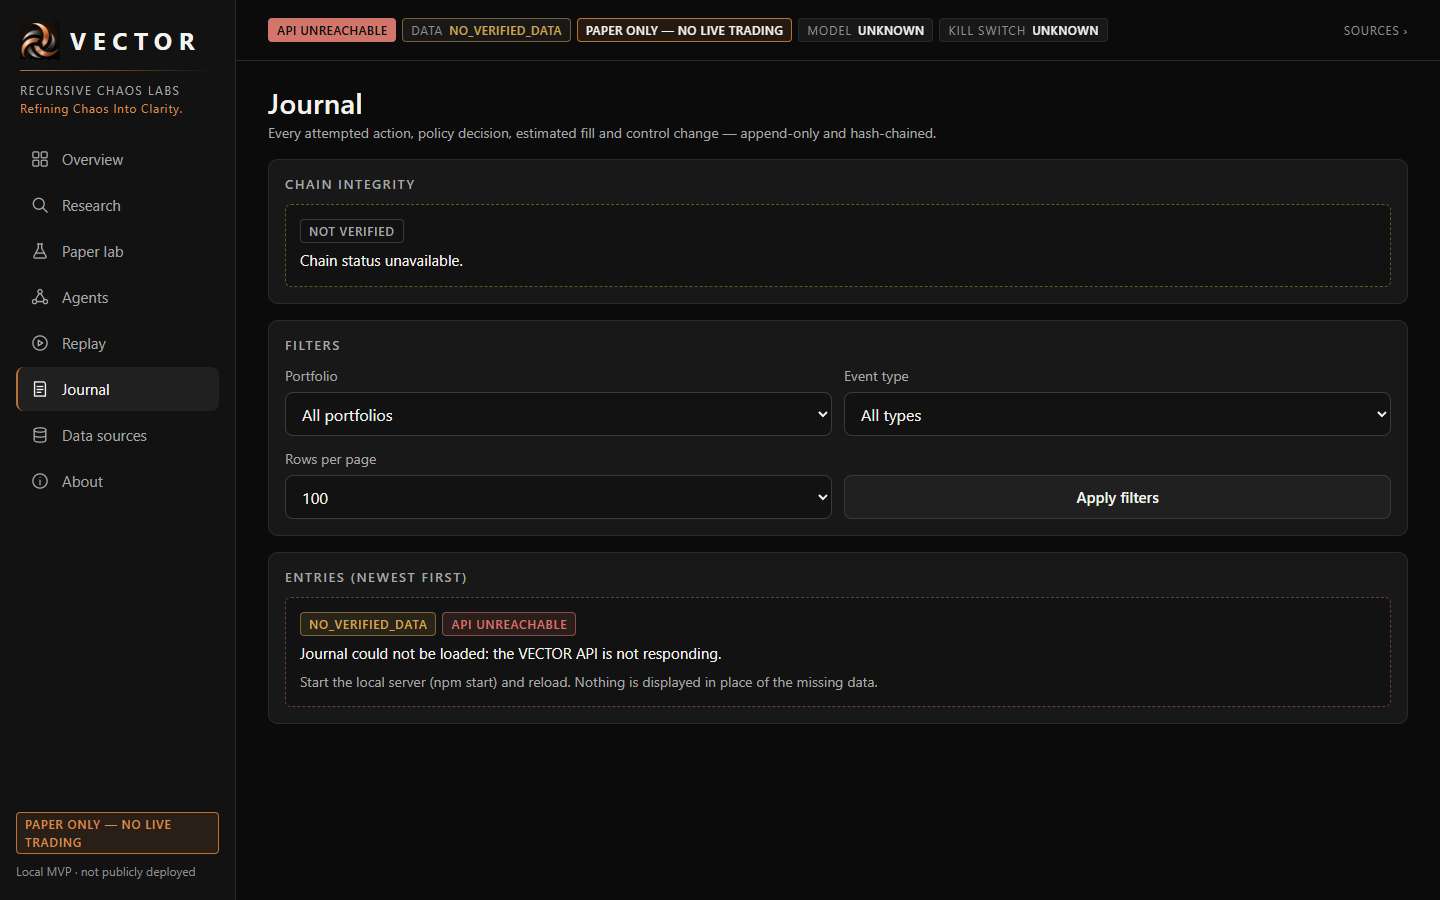 VECTOR
RECURSIVE CHAOS LABS
Refining Chaos Into Clarity.
Overview
Research
Paper lab
Agents
Replay
Journal
Data sources
About
PAPER ONLY — NO LIVE
TRADING
Local MVP · not publicly deployed
API UNREACHABLE DATA NO_VERIFIED_DATA PAPER ONLY — NO LIVE TRADING MODEL UNKNOWN KILL SWITCH UNKNOWN SOURCES ›
Journal
Every attempted action, policy decision, estimated fill and control change — append-only and hash-chained.
CHAIN INTEGRITY
NOT VERIFIED
Chain status unavailable.
FILTERS
Portfolio Event type
All portfolios All types
Rows per page
100 Apply filters
ENTRIES (NEWEST FIRST)
NO_VERIFIED_DATA API UNREACHABLE
Journal could not be loaded: the VECTOR API is not responding.
Start the local server (npm start) and reload. Nothing is displayed in place of the missing data.